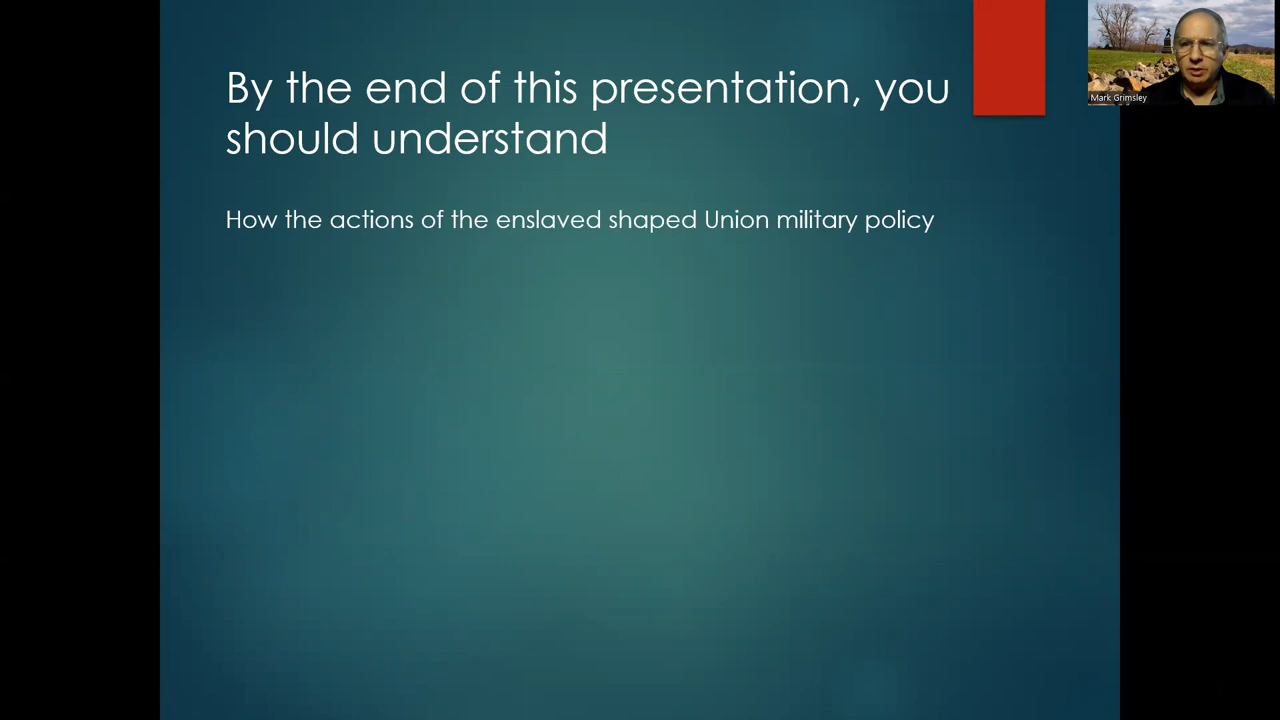 By the end of this presentation, you
should understand
How the actions of the enslaved shaped Union military policy
Mark Grimsley